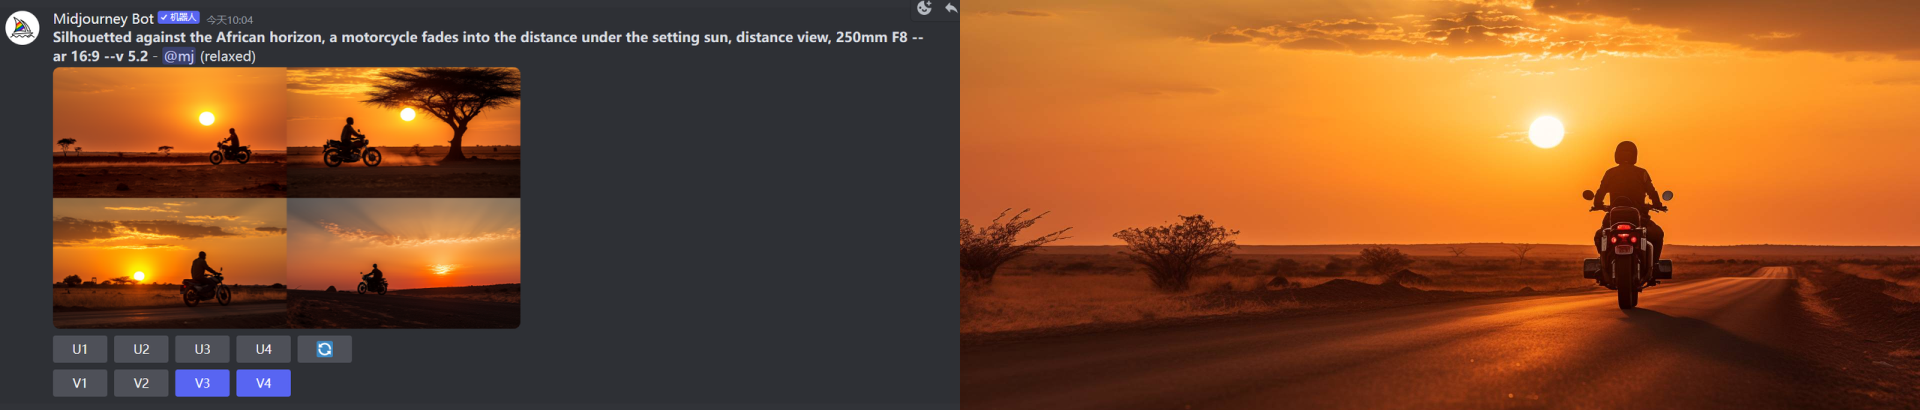 Midjourney Bot ✓机器人 今天10:04
Silhouetted against the African horizon, a motorcycle fades into the distance under the setting sun, distance view, 250mm F8 --
ar 16:9 --v 5.2 - @mj (relaxed)
U1 U2 U3 U4
V1 V2 V3 V4